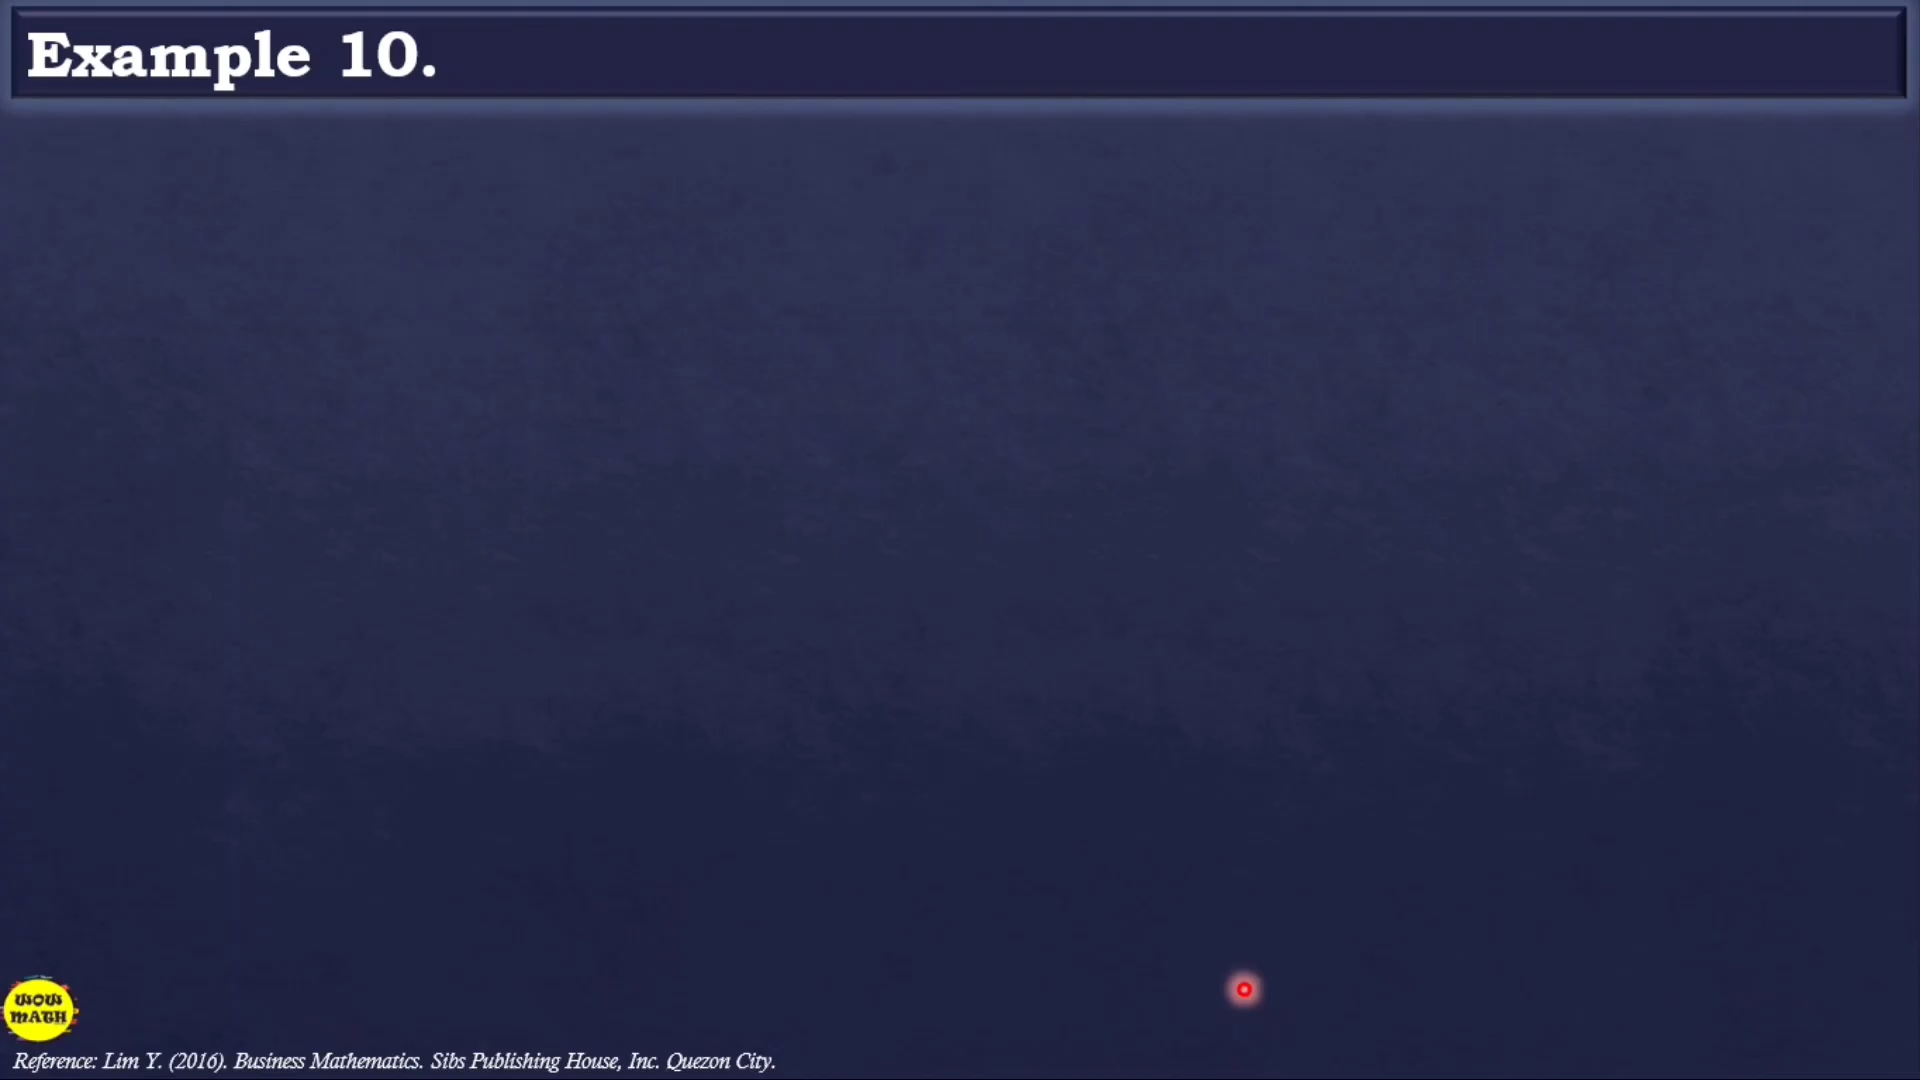 Example 10.
WOW
MATH
Reference: Lim Y. (2016). Business Mathematics. Sibs Publishing House, Inc. Quezon City.